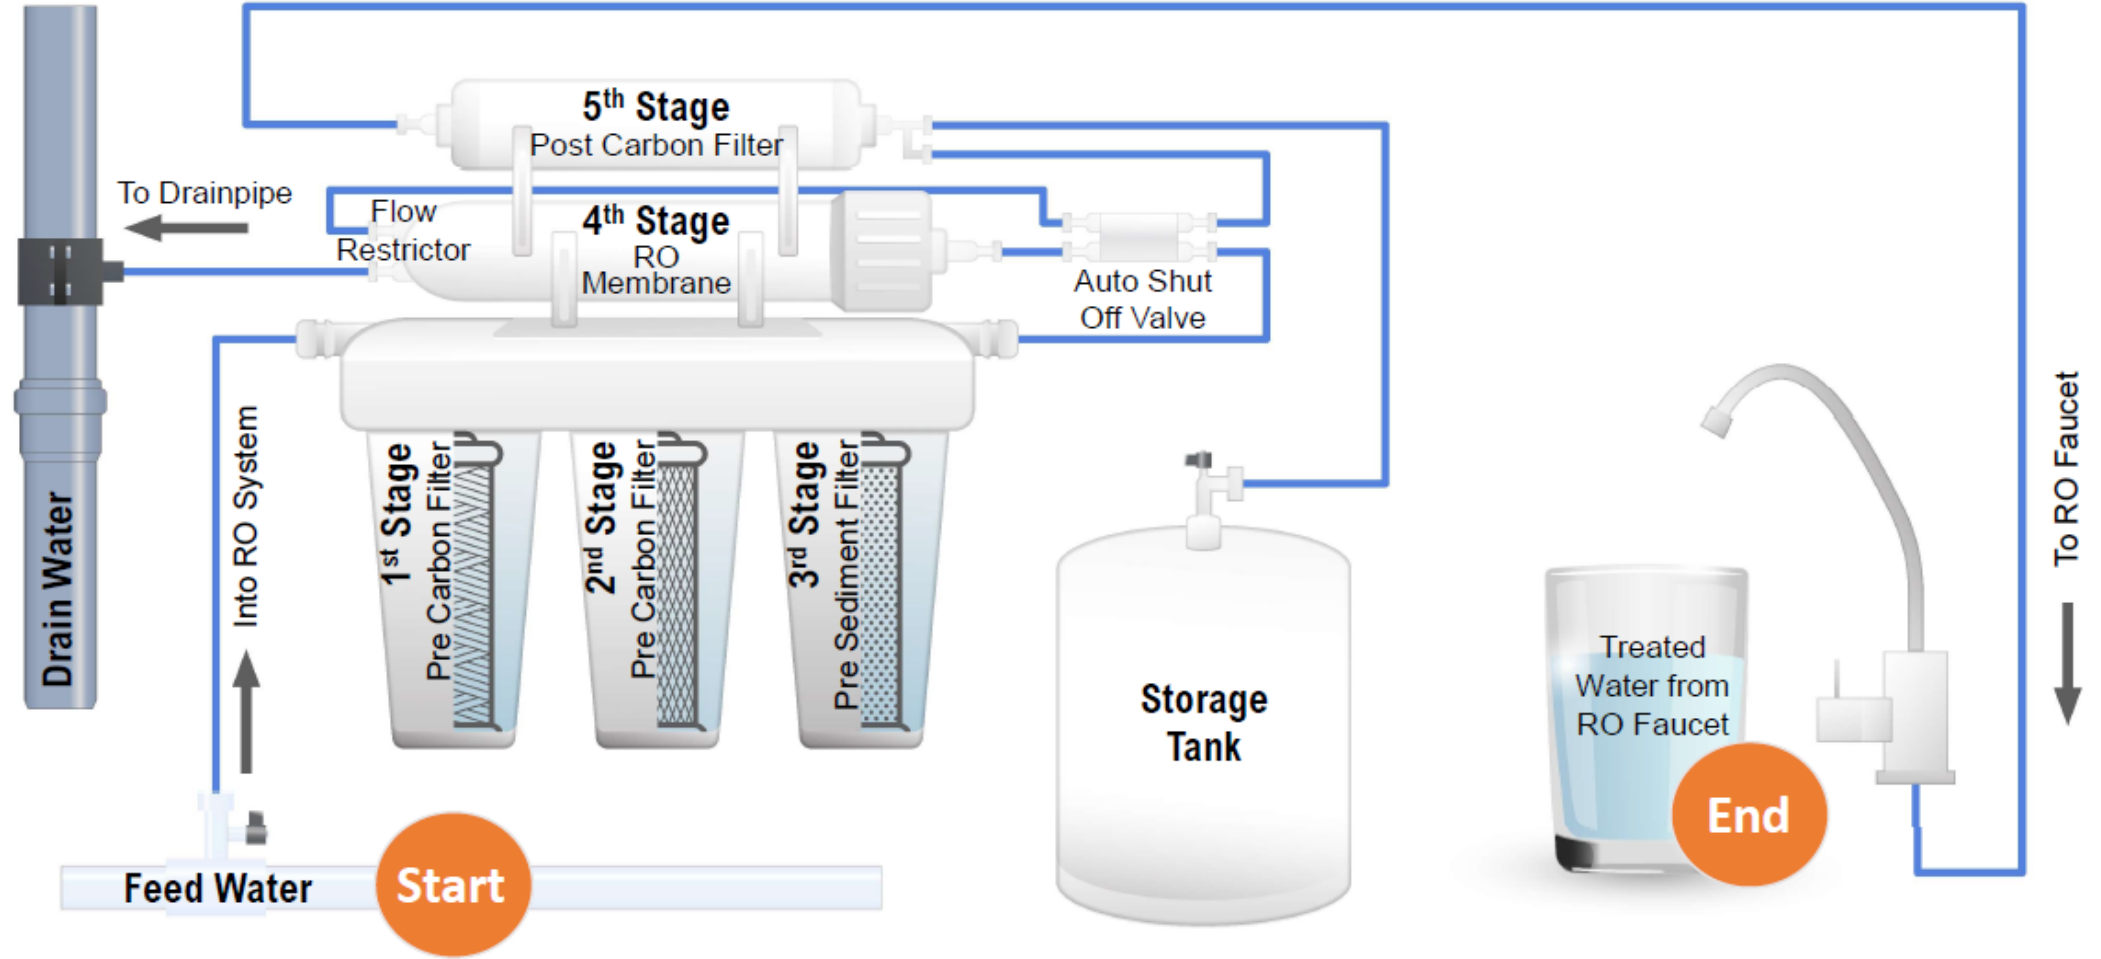 5th Stage
Post Carbon Filter
To Drainpipe
Flow
Restrictor
4th Stage
RO
Membrane
Auto Shut
Off Valve
Drain Water
Into RO System
1st Stage
Pre Carbon Filter
2nd Stage
Pre Carbon Filter
3rd Stage
Pre Sediment Filter
Storage
Tank
Treated
Water from
RO Faucet
To RO Faucet
End
Feed Water
Start